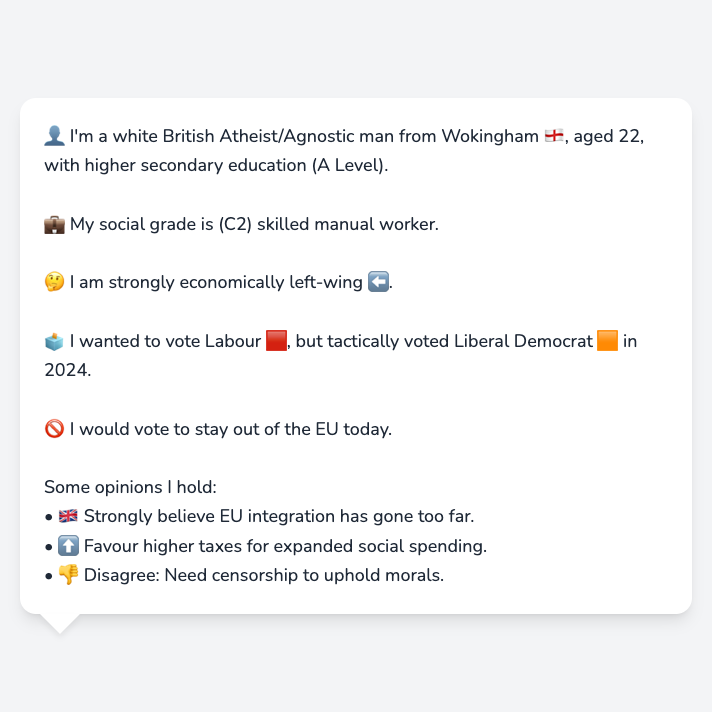 👤 I'm a white British Atheist/Agnostic man from Wokingham 🏴󠁧󠁢󠁥󠁮󠁧󠁿, aged 22,
with higher secondary education (A Level).
💼 My social grade is (C2) skilled manual worker.
🤔 I am strongly economically left-wing ⬅️.
🗳️ I wanted to vote Labour 🟥, but tactically voted Liberal Democrat 🟧 in
2024.
🚫 I would vote to stay out of the EU today.
Some opinions I hold:
• 🇬🇧 Strongly believe EU integration has gone too far.
• ⬆️ Favour higher taxes for expanded social spending.
• 👎 Disagree: Need censorship to uphold morals.